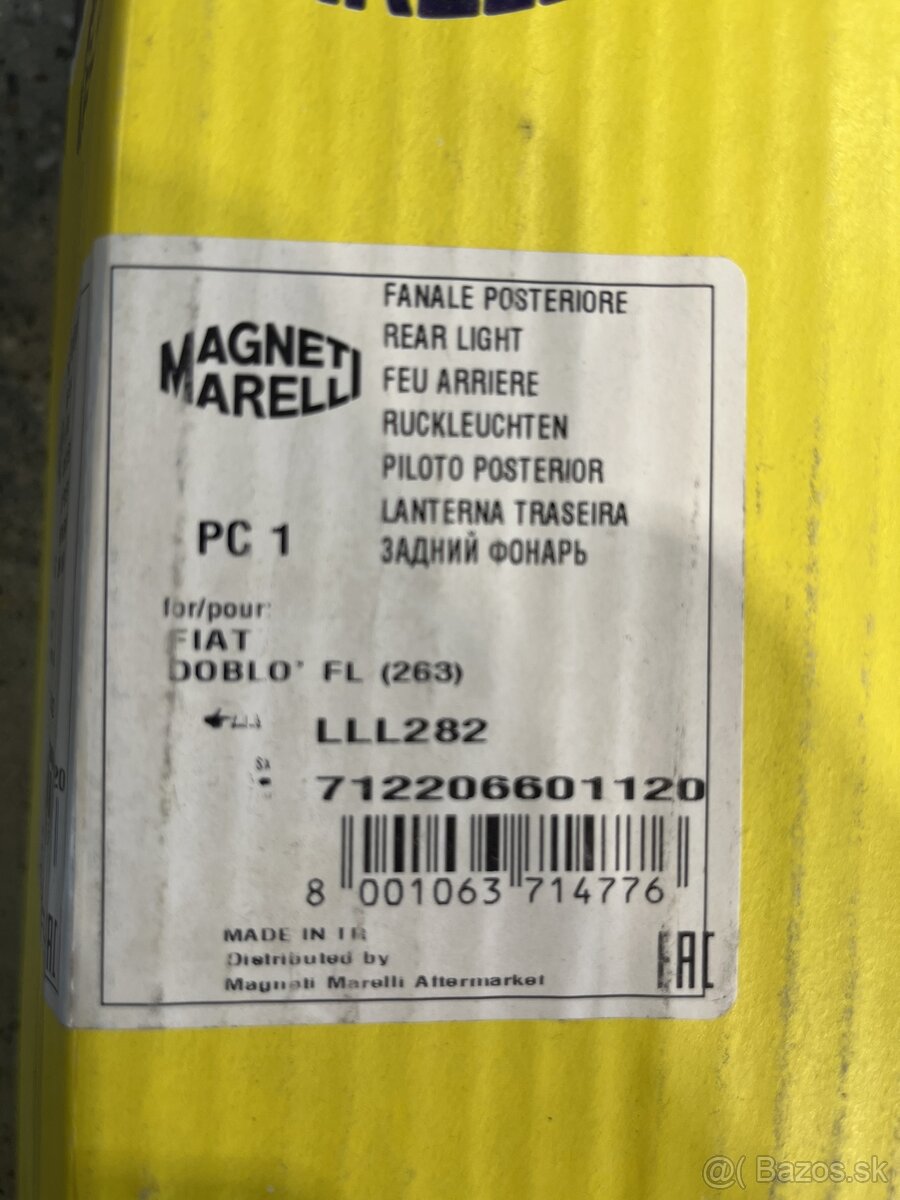 MAGNETI
MARELLI
FANALE POSTERIORE
REAR LIGHT
FEU ARRIERE
RUCKLEUCHTEN
PILOTO POSTERIOR
LANTERNA TRASEIRA
ЗАДНИЙ ФОНАРЬ
PC 1
for/pour:
FIAT
DOBLO' FL (263)
LLL282
712206601120
8 001063 714776
MADE IN TR
Distributed by
Magneti Marelli Aftermarket
EAC
@( Bazos.sk